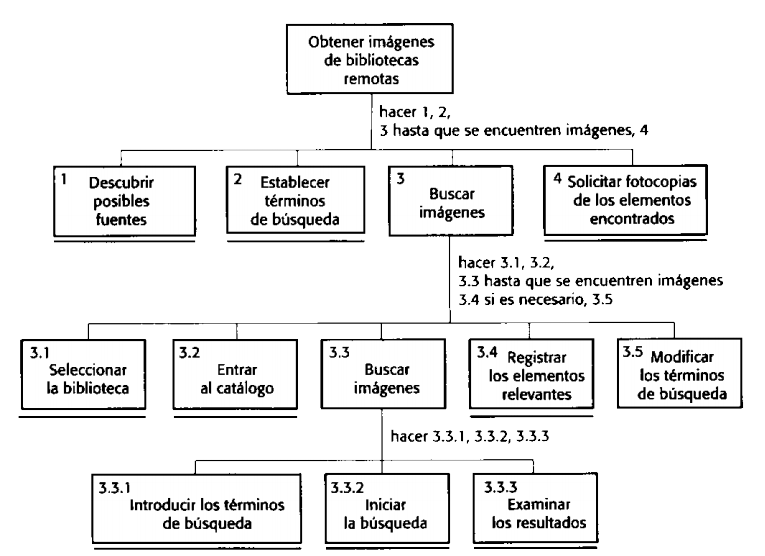 Obtener imágenes
de bibliotecas
remotas
hacer 1, 2,
3 hasta que se encuentren imágenes, 4
1 Descubrir
posibles
fuentes
2 Establecer
términos
de búsqueda
3
Buscar
imágenes
4 Solicitar fotocopias
de los elementos
encontrados
hacer 3.1, 3.2,
3.3 hasta que se encuentren imágenes
3.4 si es necesario, 3.5
3.1
Seleccionar
la biblioteca
3.2
Entrar
al catálogo
3.3
Buscar
imágenes
3.4 Registrar
los elementos
relevantes
3.5 Modificar
los términos
de búsqueda
hacer 3.3.1, 3.3.2, 3.3.3
3.3.1
Introducir los términos
de búsqueda
3.3.2
Iniciar
la búsqueda
3.3.3
Examinar
los resultados